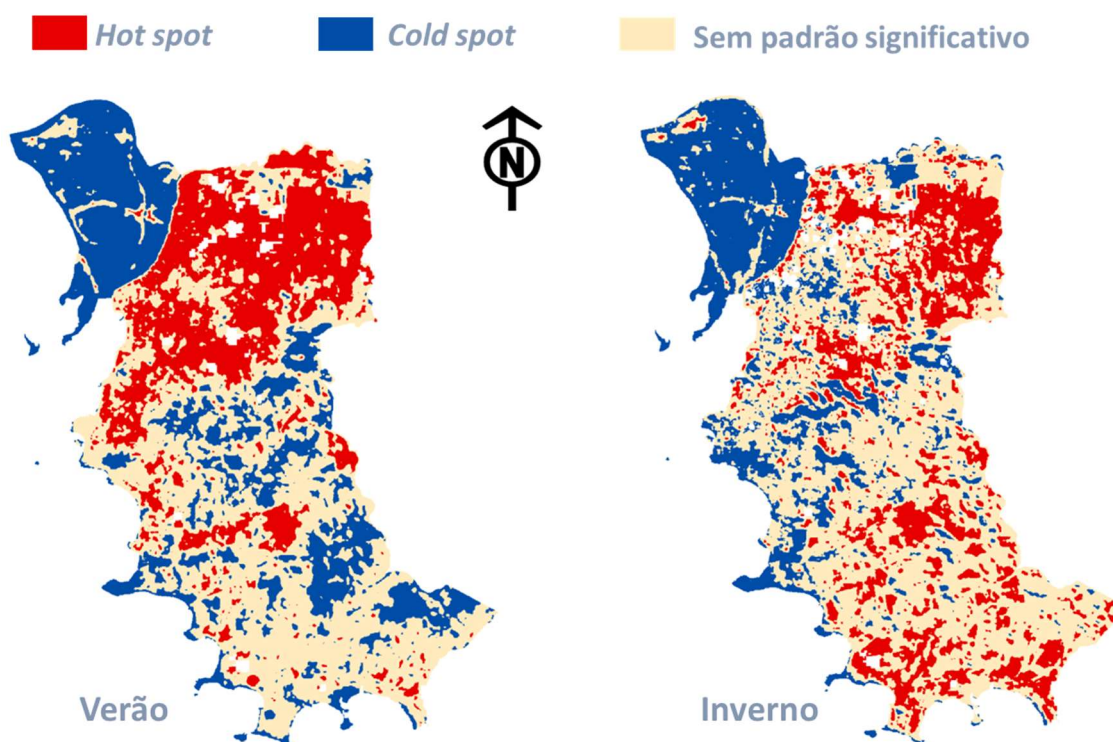 Hot spot
Cold spot
Sem padrão significativo
N
Verão
Inverno